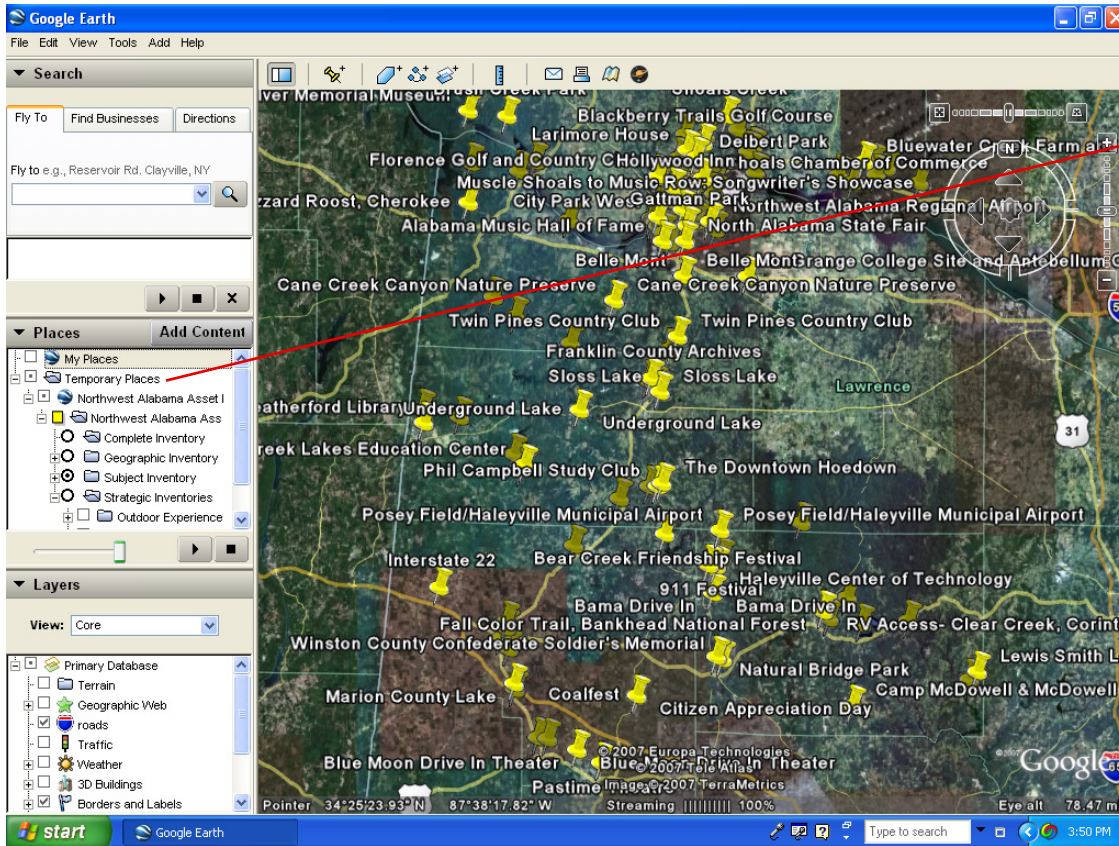 Google Earth
File Edit View Tools Add Help
Search
Fly To Find Businesses Directions
Fly to e.g., Reservoir Rd. Clayville, NY
Places Add Content
My Places
Temporary Places
Northwest Alabama Asset I
Northwest Alabama Ass
Complete Inventory
Geographic Inventory
Subject Inventory
Strategic Inventories
Outdoor Experience
Layers
View: Core
Primary Database
Terrain
Geographic Web
roads
Traffic
Weather
3D Buildings
Borders and Labels
iver Memorial Museum
Blackberry Trails Golf Course
Larimore House Deibert Park
Florence Golf and Country C Hollywood Inn hoals Chamber of Commerce
Muscle Shoals to Music Row: Songwriter's Showcase
zzard Roost, Cherokee City Park Wes Gattman Park Northwest Alabama Regional Airport
Alabama Music Hall of Fame North Alabama State Fair
Belle Mont Belle Mont Grange College Site and Antebellum
Cane Creek Canyon Nature Preserve Cane Creek Canyon Nature Preserve
Twin Pines Country Club Twin Pines Country Club
Franklin County Archives
Sloss Lake Sloss Lake
Lawrence
eatherford Library Underground Lake
Underground Lake
31
reek Lakes Education Center
Phil Campbell Study Club The Downtown Hoedown
Posey Field/Haleyville Municipal Airport Posey Field/Haleyville Municipal Airport
Interstate 22 Bear Creek Friendship Festival
Haleyville Center of Technology
911 Festival
Bama Drive In Bama Drive In
Fall Color Trail, Bankhead National Forest RV Access- Clear Creek, Corint
Winston County Confederate Soldier's Memorial
Lewis Smith L
Natural Bridge Park
Marion County Lake Coalfest Camp McDowell & McDowell
Citizen Appreciation Day
© 2007 Europa Technologies
Blue Moon Drive In Theater Blue Moon Drive In Theater
© 2007 Tele Atlas
Image © 2007 TerraMetrics
© 2007 Google
Pointer 34°25'23.93" N 87°38'17.82" W Streaming |||||||||| 100% Eye alt 78.47 m
N
65
start Google Earth Type to search 3:50 PM